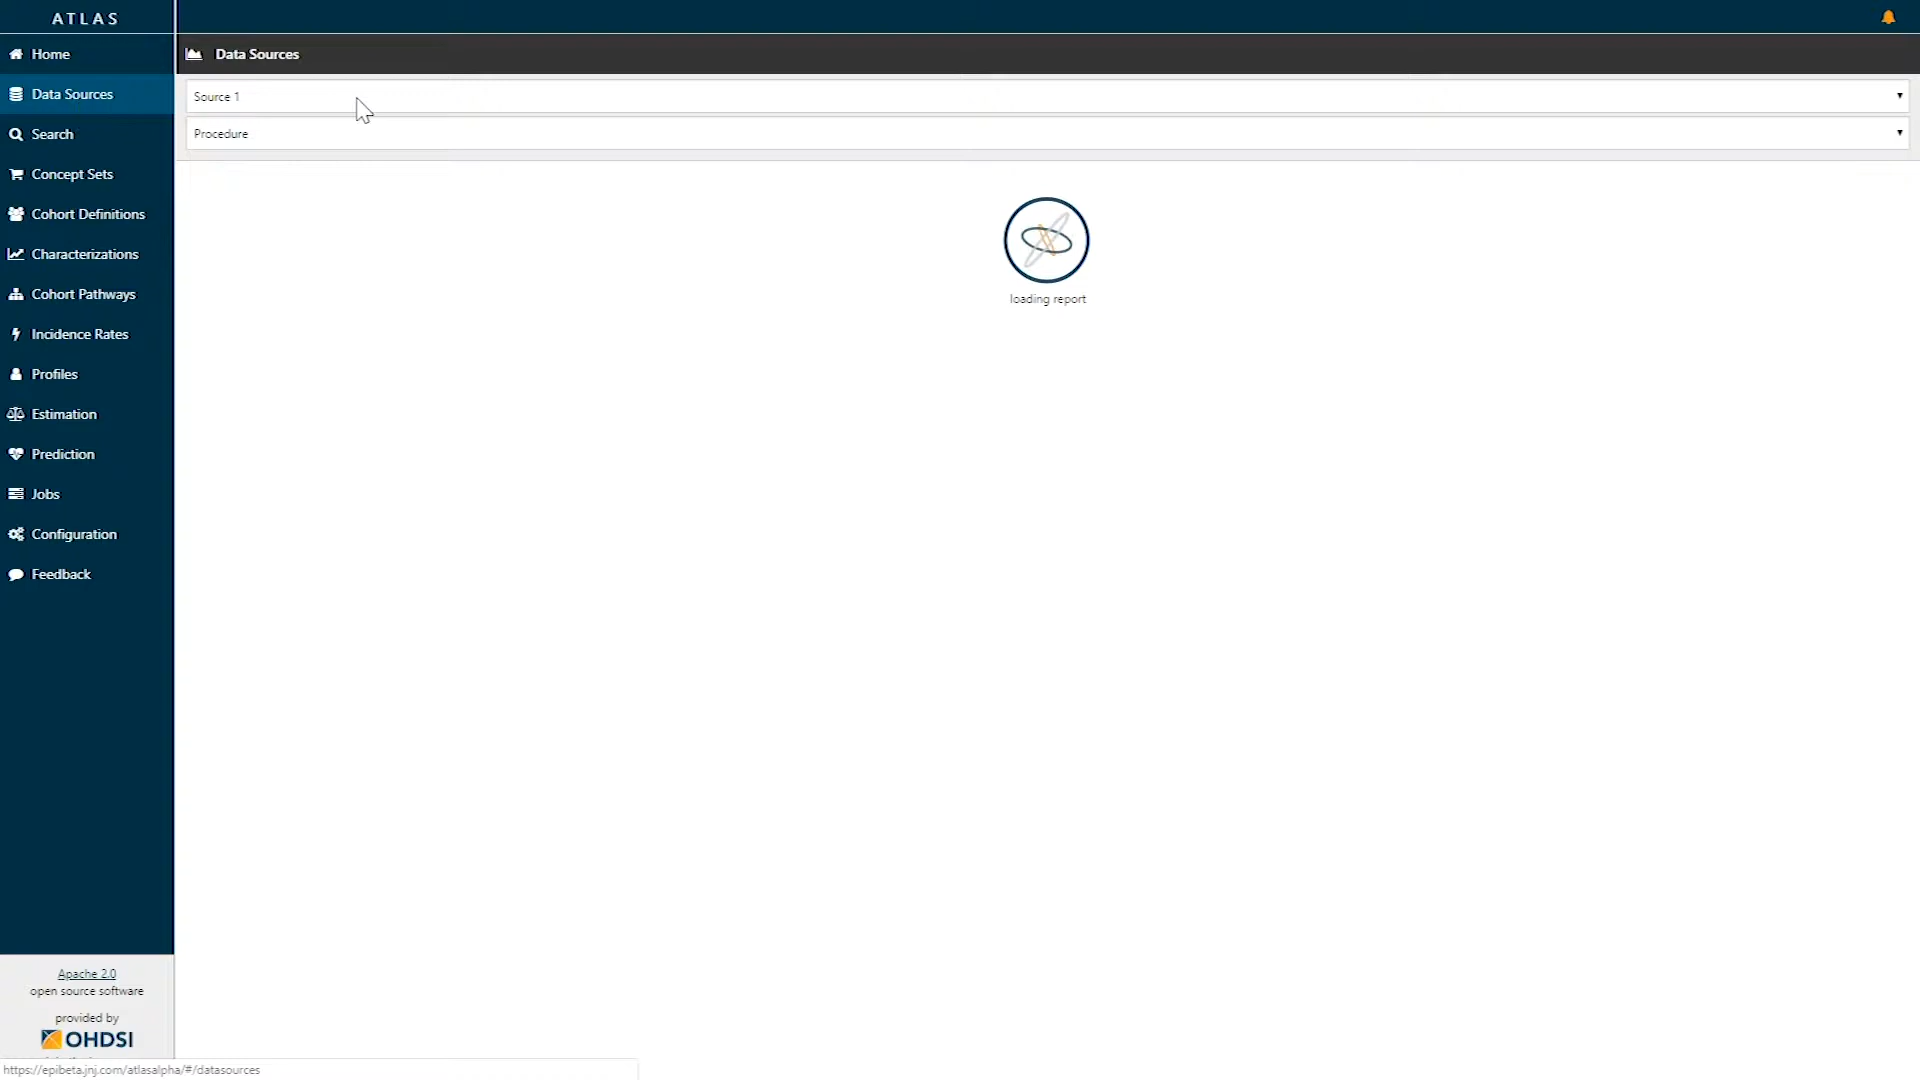 ATLAS
Home
Data Sources
Search
Concept Sets
Cohort Definitions
Characterizations
Cohort Pathways
Incidence Rates
Profiles
Estimation
Prediction
Jobs
Configuration
Feedback
Apache 2.0
open source software
provided by
OHDSI
https://epibeta.jnj.com/atlasalpha/#/datasources
Data Sources
Source 1
Procedure
loading report